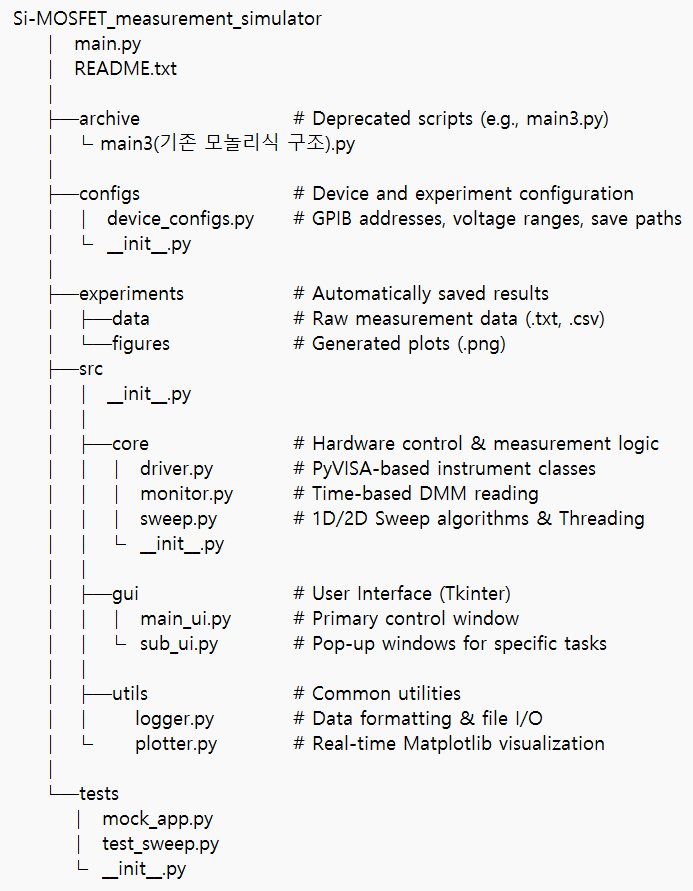 Si-MOSFET_measurement_simulator
main.py
README.txt
archive # Deprecated scripts (e.g., main3.py)
main3(기존 모놀리식 구조).py
configs # Device and experiment configuration
device_configs.py # GPIB addresses, voltage ranges, save paths
__init__.py
experiments # Automatically saved results
data # Raw measurement data (.txt, .csv)
figures # Generated plots (.png)
src
__init__.py
core # Hardware control & measurement logic
driver.py # PyVISA-based instrument classes
monitor.py # Time-based DMM reading
sweep.py # 1D/2D Sweep algorithms & Threading
__init__.py
gui # User Interface (Tkinter)
main_ui.py # Primary control window
sub_ui.py # Pop-up windows for specific tasks
utils # Common utilities
logger.py # Data formatting & file I/O
plotter.py # Real-time Matplotlib visualization
tests
mock_app.py
test_sweep.py
__init__.py